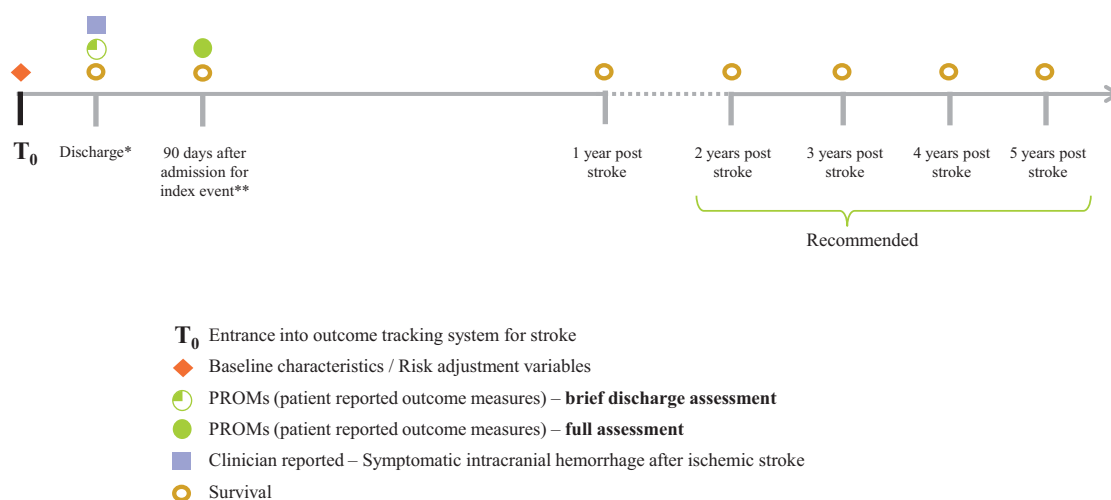 T0
Discharge*
90 days after
admission for
index event**
1 year post
stroke
2 years post
stroke
3 years post
stroke
4 years post
stroke
5 years post
stroke
Recommended
T0 Entrance into outcome tracking system for stroke
Baseline characteristics / Risk adjustment variables
PROMs (patient reported outcome measures) – brief discharge assessment
PROMs (patient reported outcome measures) – full assessment
Clinician reported – Symptomatic intracranial hemorrhage after ischemic stroke
Survival